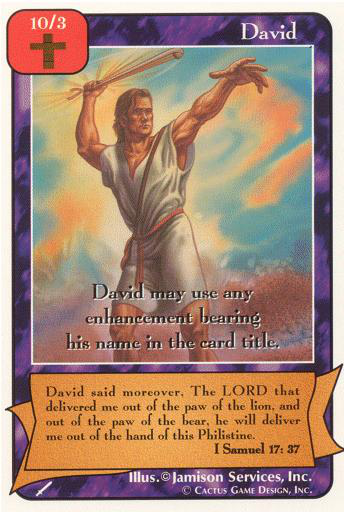 10/3
David
David may use any
enhancement bearing
his name in the card title.
David said moreover, The LORD that
delivered me out of the paw of the lion, and
out of the paw of the bear, he will deliver
me out of the hand of this Philistine.
I Samuel 17: 37
Illus.©Jamison Services, Inc.
© CACTUS GAME DESIGN, INC.